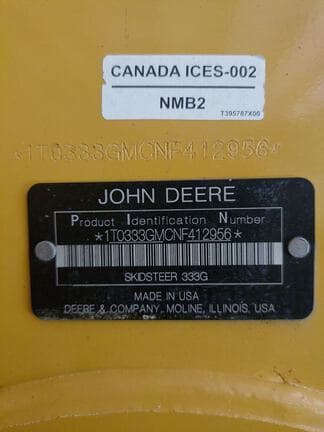 CANADA ICES-002
NMB2
T395787X00
*1T0333GMCNF412956*
JOHN DEERE
Product Identification Number
*1T0333GMCNF412956*
SKIDSTEER 333G
MADE IN USA
DEERE & COMPANY, MOLINE, ILLINOIS, USA